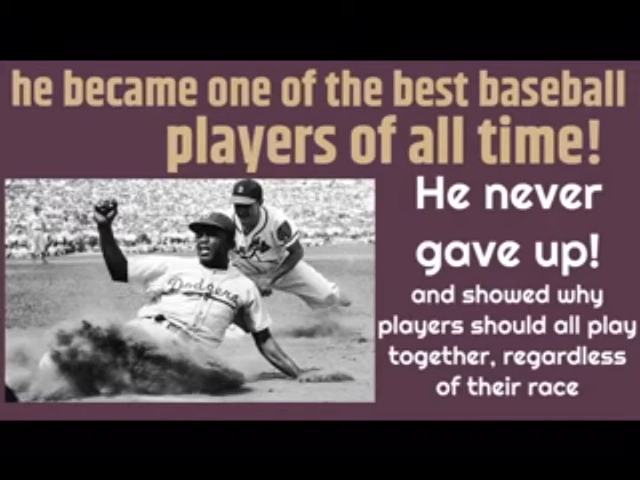 he became one of the best baseball
players of all time!
He never
gave up!
and showed why
players should all play
together, regardless
of their race
Dodgers